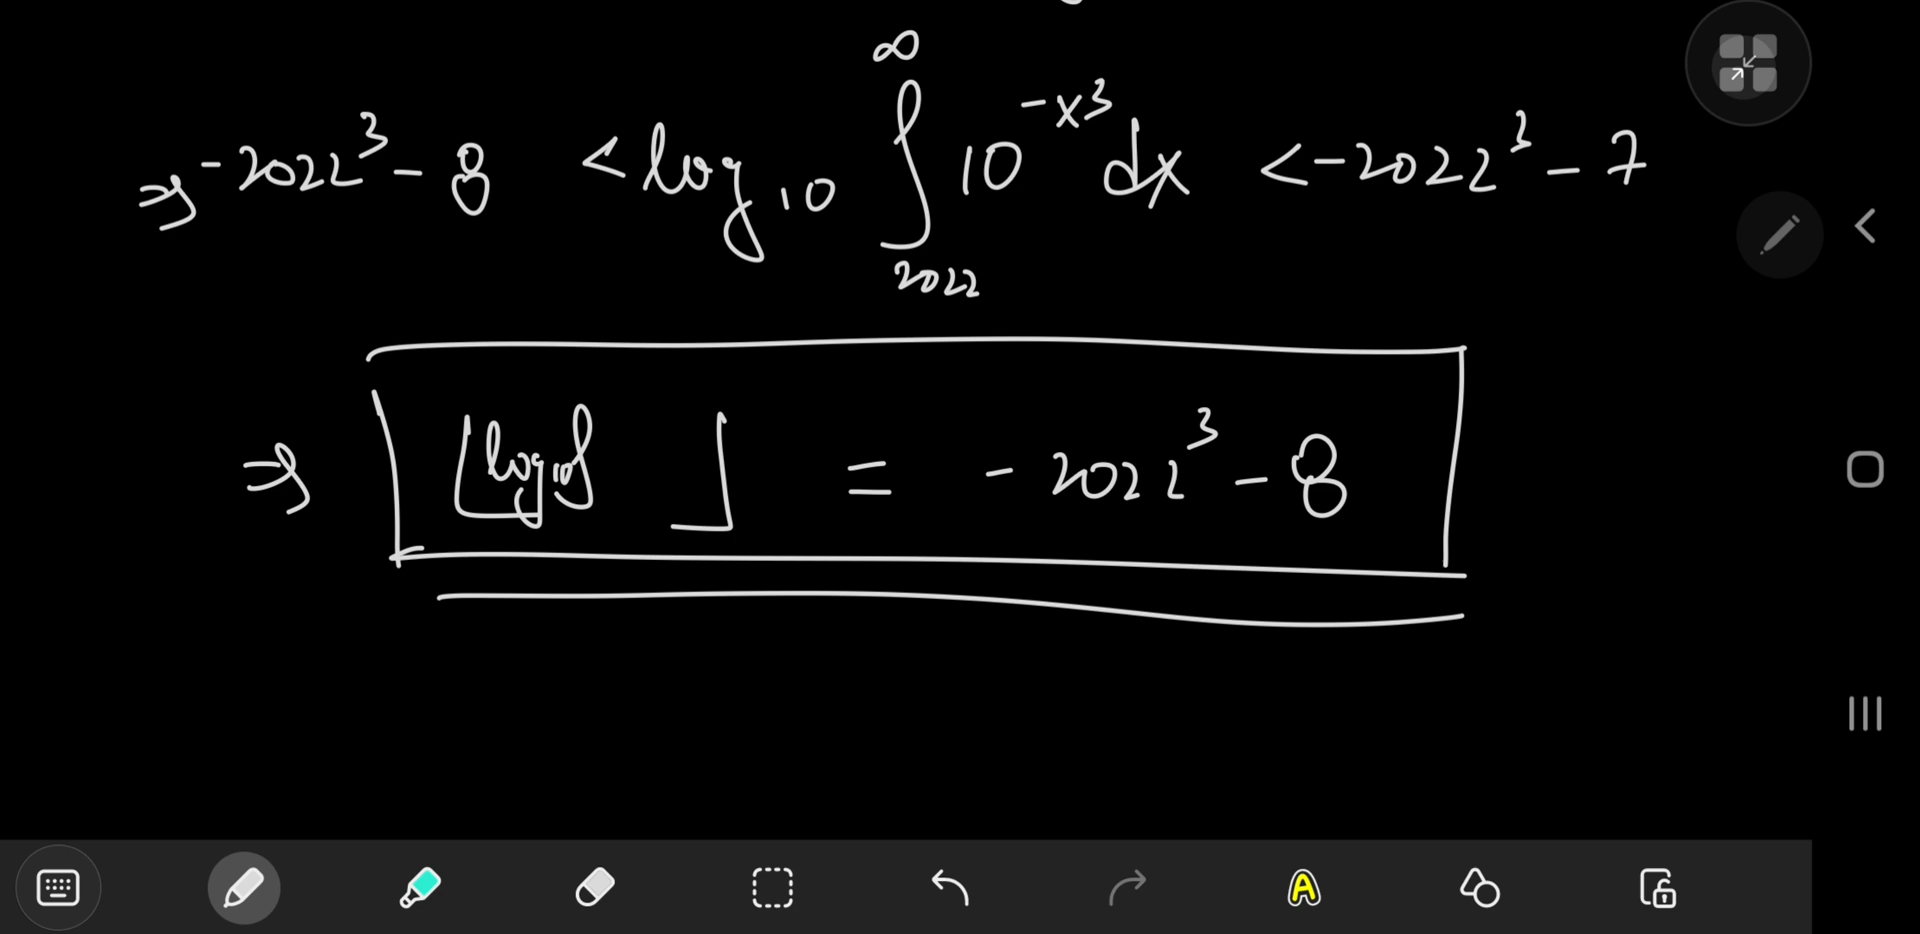 ⇒ -2022³ - 8 < log₁₀ ∫₂₀₂₂^∞ 10^(-x³) dx < -2022³ - 7
⇒ ⌊log₁₀∫ ⌋ = -2022³ - 8
A